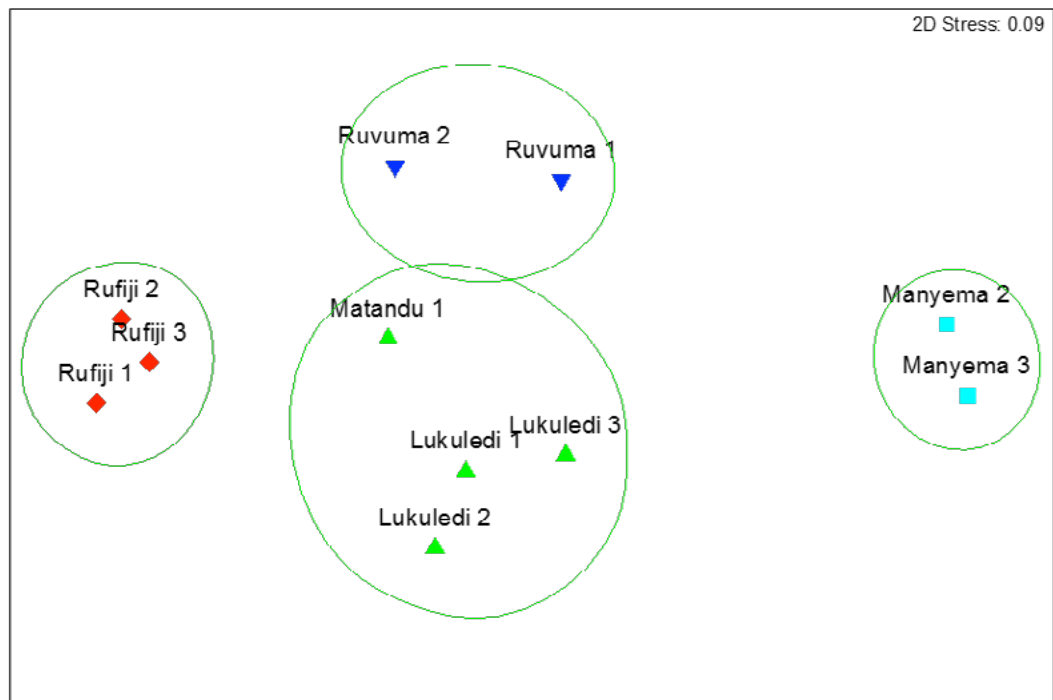 2D Stress: 0.09
Ruvuma 2
Ruvuma 1
Rufiji 2
Rufiji 3
Rufiji 1
Matandu 1
Manyema 2
Manyema 3
Lukuledi 3
Lukuledi 1
Lukuledi 2